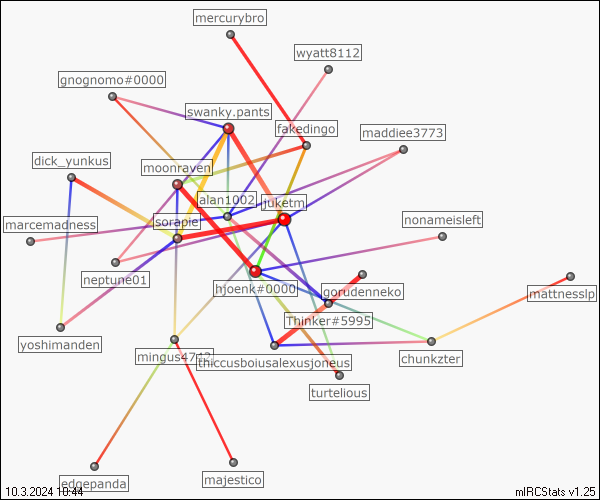 mercurybro
wyatt8112
gnognomo#0000
swanky.pants
fakedingo
maddiee3773
dick_yunkus
moonraven
alan1002
juketm
sorapie
marcemadness
nonameisleft
neptune01
hjoenk#0000
gorudenneko
mattnesslp
Thinker#5995
yoshimanden
mingus4742
thiccusboiusalexusjoneus
chunkzter
turtelious
edgepanda
majestico
10.3.2024 10:44
mIRCStats v1.25